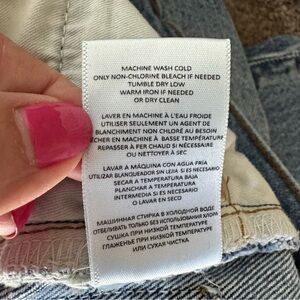 MACHINE WASH COLD
ONLY NON-CHLORINE BLEACH IF NEEDED
TUMBLE DRY LOW
WARM IRON IF NEEDED
OR DRY CLEAN
LAVER EN MACHINE À L'EAU FROIDE
UTILISER SEULEMENT UN AGENT DE
BLANCHIMENT NON CHLORÉ AU BESOIN
CHER EN MACHINE À BASSE TEMPÉRATURE
REPASSER À FER CHAUD SI NÉCESSAIRE
OU NETTOYER À SEC
LAVAR A MÁQUINA CON AGUA FRÍA
UTILIZAR BLANQUEADOR SIN LEJIA SI ES NECESARIO
SECAR A TEMPERATURA BAJA
PLANCHAR A TEMPERATURA
INTERMEDIA SI ES NECESARIO
O LAVAR EN SECO
МАШИННАЯ СТИРКА В ХОЛОДНОЙ ВОДЕ
ОТБЕЛИВАТЬ ТОЛЬКО БЕЗ ИСПОЛЬЗОВАНИЯ ХЛОРА
СУШКА ПРИ НИЗКОЙ ТЕМПЕРАТУРЕ
ГЛАЖЕНЬЕ ПРИ НИЗКОЙ ТЕМПЕРАТУРЕ
ИЛИ СУХАЯ ЧИСТКА